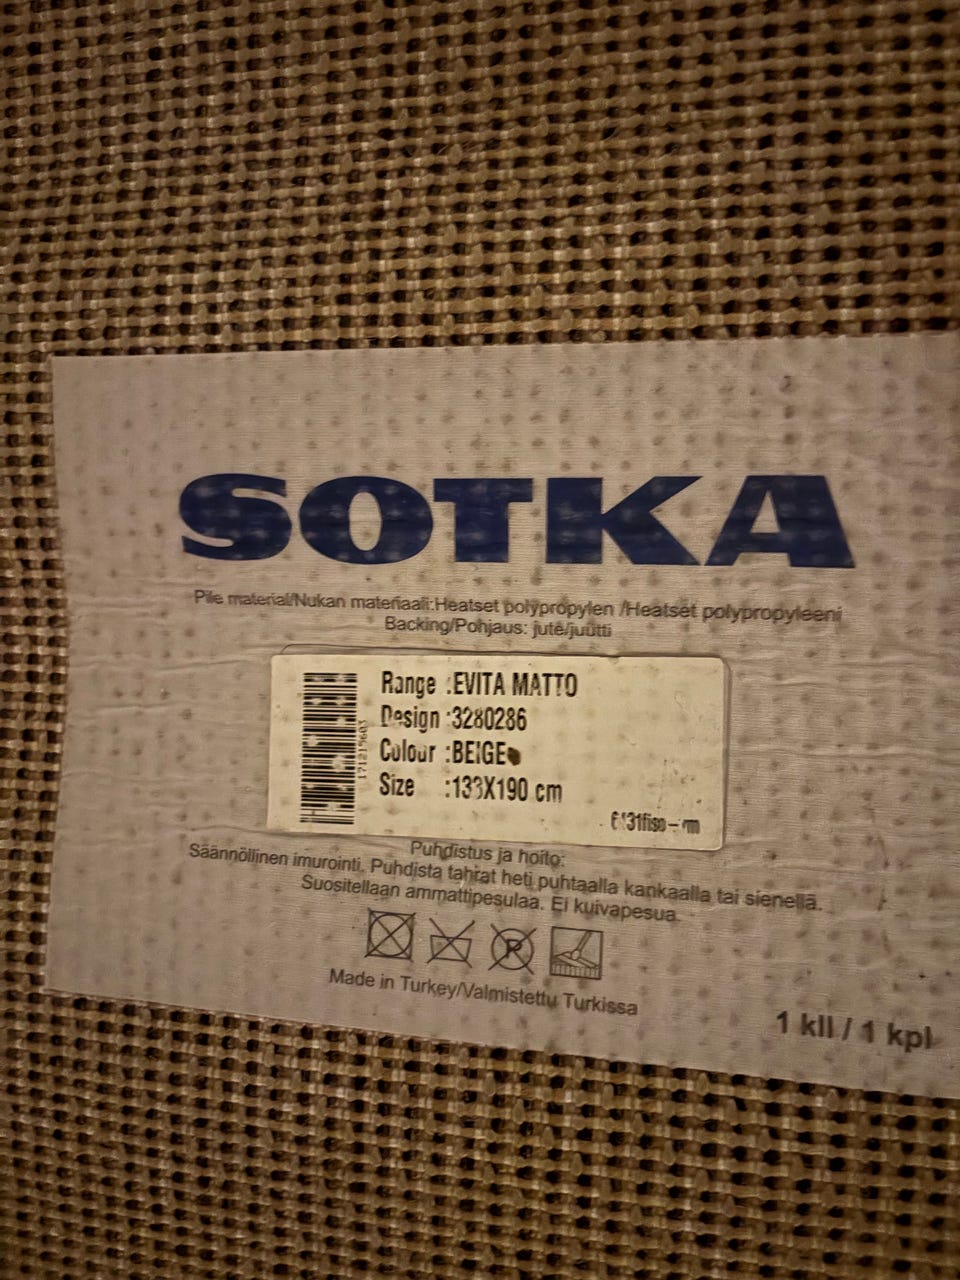 SOTKA
Pile material/Nukan materiaali:Heatset polypropylen /Heatset polypropyleeni
Backing/Pohjaus: jute/juutti
Range :EVITA MATTO
Design :3280286
Colour :BEIGE
Size :133X190 cm
Puhdistus ja hoito:
Säännöllinen imurointi. Puhdista tahrat heti puhtaalla kankaalla tai sienellä.
Suositellaan ammattipesulaa. Ei kuivapesua.
P
Made in Turkey/Valmistettu Turkissa
1 kll / 1 kpl